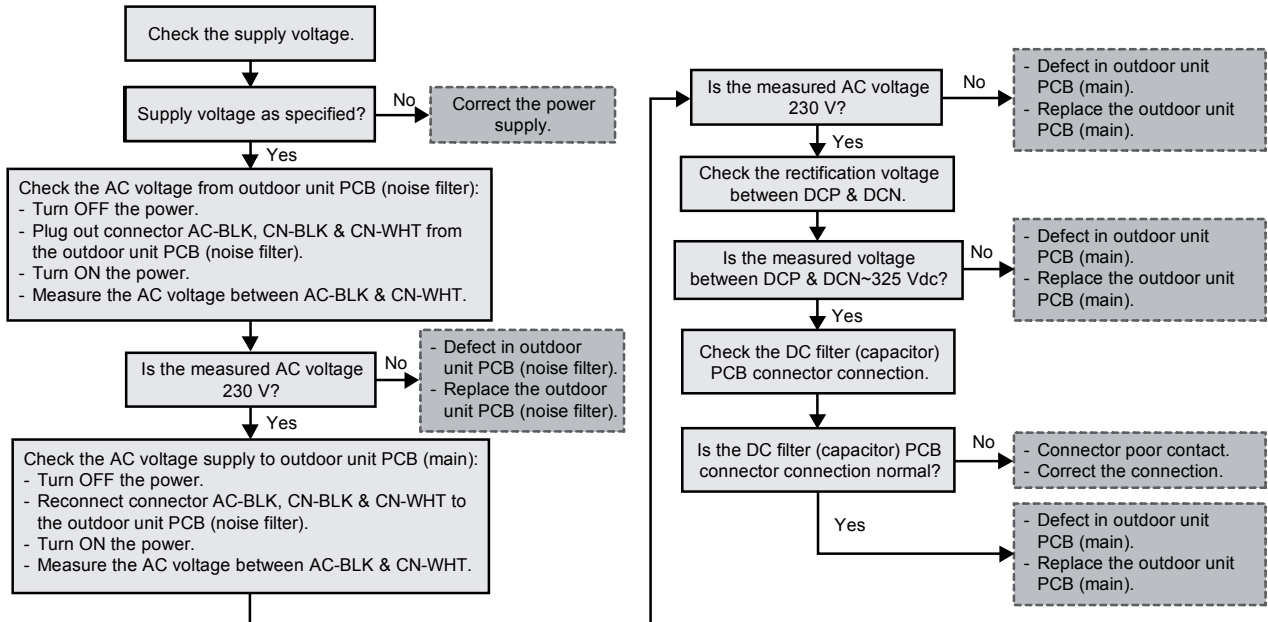 Check the supply voltage.
Supply voltage as specified?
No
Correct the power
supply.
Yes
Check the AC voltage from outdoor unit PCB (noise filter):
- Turn OFF the power.
- Plug out connector AC-BLK, CN-BLK & CN-WHT from
the outdoor unit PCB (noise filter).
- Turn ON the power.
- Measure the AC voltage between AC-BLK & CN-WHT.
Is the measured AC voltage
230 V?
No
- Defect in outdoor
unit PCB (noise filter).
- Replace the outdoor
unit PCB (noise filter).
Yes
Check the AC voltage supply to outdoor unit PCB (main):
- Turn OFF the power.
- Reconnect connector AC-BLK, CN-BLK & CN-WHT to
the outdoor unit PCB (noise filter).
- Turn ON the power.
- Measure the AC voltage between AC-BLK & CN-WHT.
Is the measured AC voltage
230 V?
No
- Defect in outdoor unit
PCB (main).
- Replace the outdoor unit
PCB (main).
Yes
Check the rectification voltage
between DCP & DCN.
Is the measured voltage
between DCP & DCN~325 Vdc?
No
- Defect in outdoor unit
PCB (main).
- Replace the outdoor unit
PCB (main).
Yes
Check the DC filter (capacitor)
PCB connector connection.
Is the DC filter (capacitor) PCB
connector connection normal?
No
- Connector poor contact.
- Correct the connection.
Yes
- Defect in outdoor unit
PCB (main).
- Replace the outdoor unit
PCB (main).